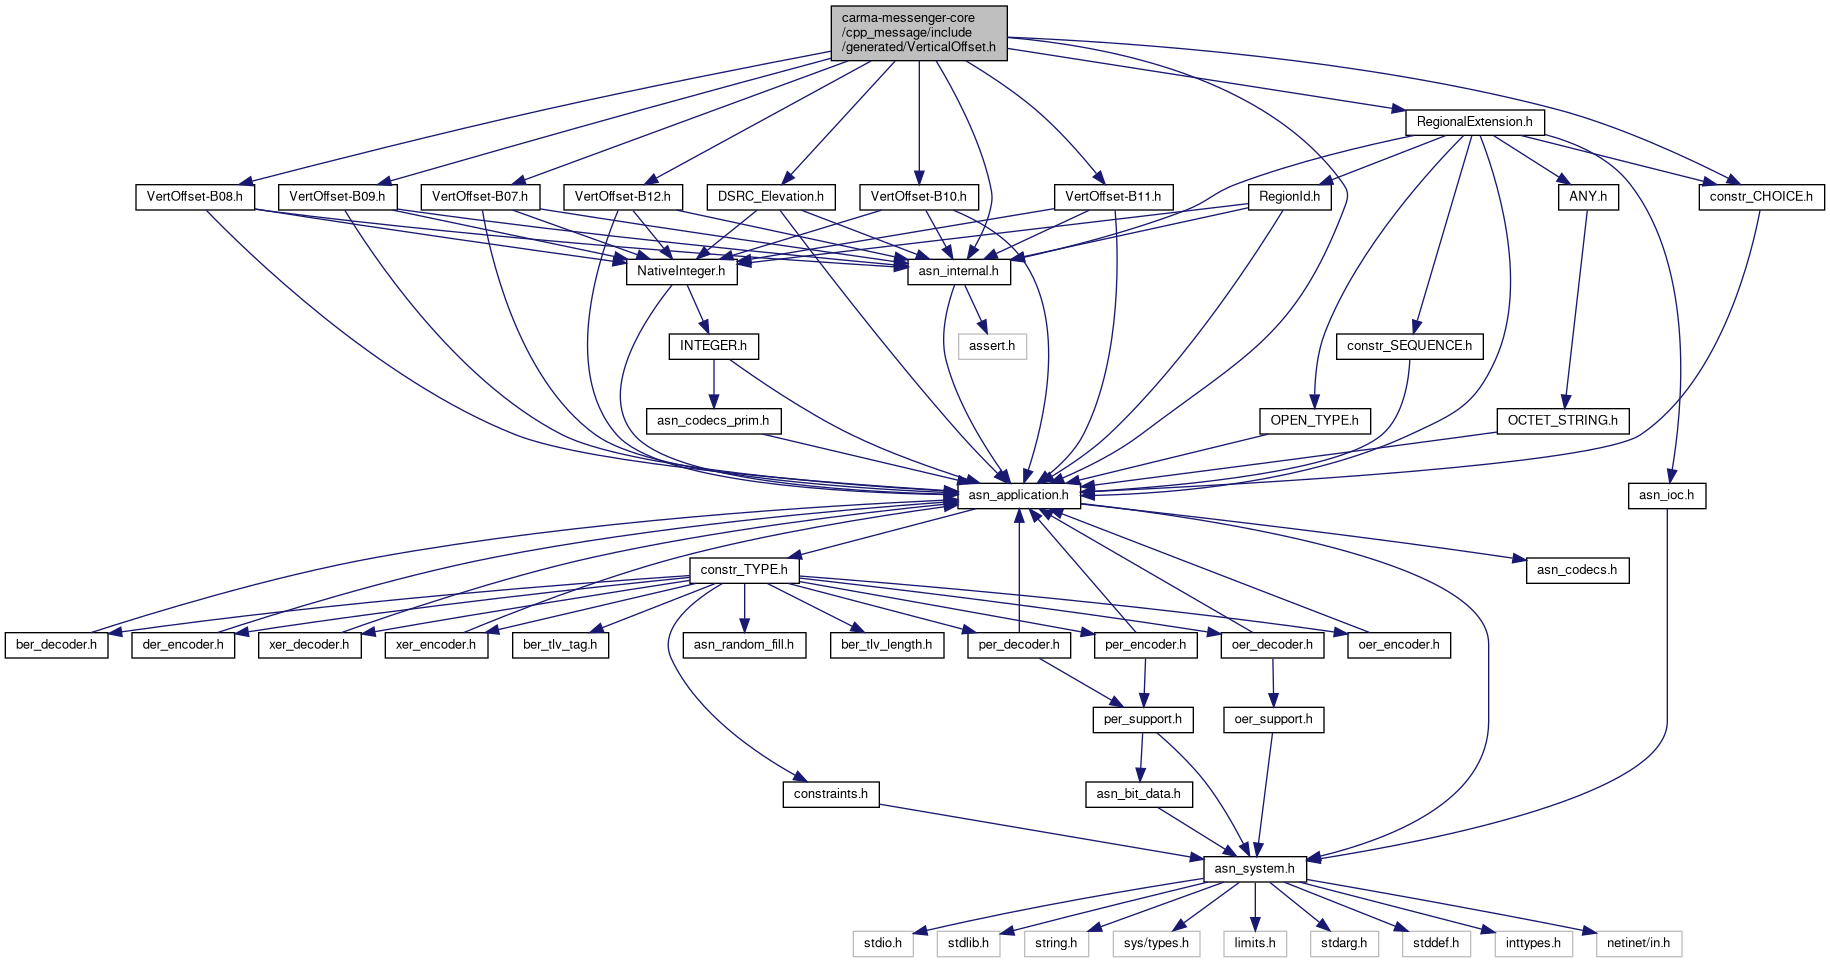 carma-messenger-core
/cpp_message/include
/generated/VerticalOffset.h
RegionalExtension.h
VertOffset-B08.h
VertOffset-B09.h
VertOffset-B07.h
VertOffset-B12.h
DSRC_Elevation.h
VertOffset-B10.h
VertOffset-B11.h
RegionId.h
ANY.h
constr_CHOICE.h
NativeInteger.h
asn_internal.h
INTEGER.h
assert.h
constr_SEQUENCE.h
asn_codecs_prim.h
OPEN_TYPE.h
OCTET_STRING.h
asn_application.h
asn_ioc.h
constr_TYPE.h
asn_codecs.h
ber_decoder.h
der_encoder.h
xer_decoder.h
xer_encoder.h
ber_tlv_tag.h
asn_random_fill.h
ber_tlv_length.h
per_decoder.h
per_encoder.h
oer_decoder.h
oer_encoder.h
per_support.h
oer_support.h
constraints.h
asn_bit_data.h
asn_system.h
stdio.h
stdlib.h
string.h
sys/types.h
limits.h
stdarg.h
stddef.h
inttypes.h
netinet/in.h